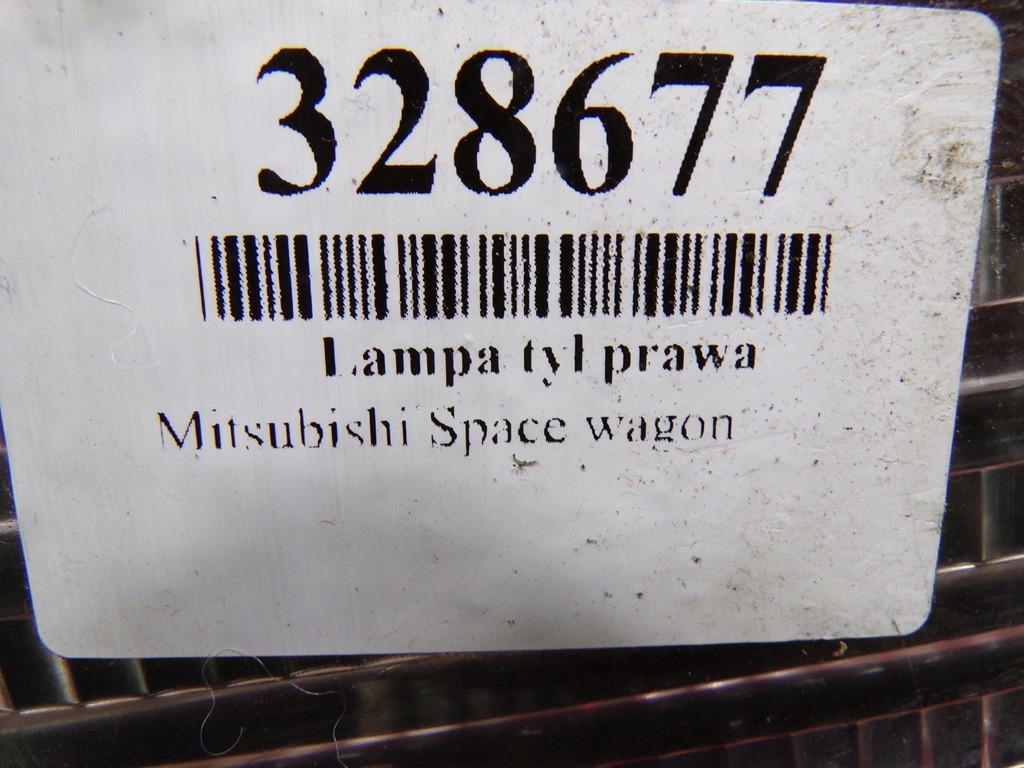 328677
Lampa tył prawa
Mitsubishi Space wagon